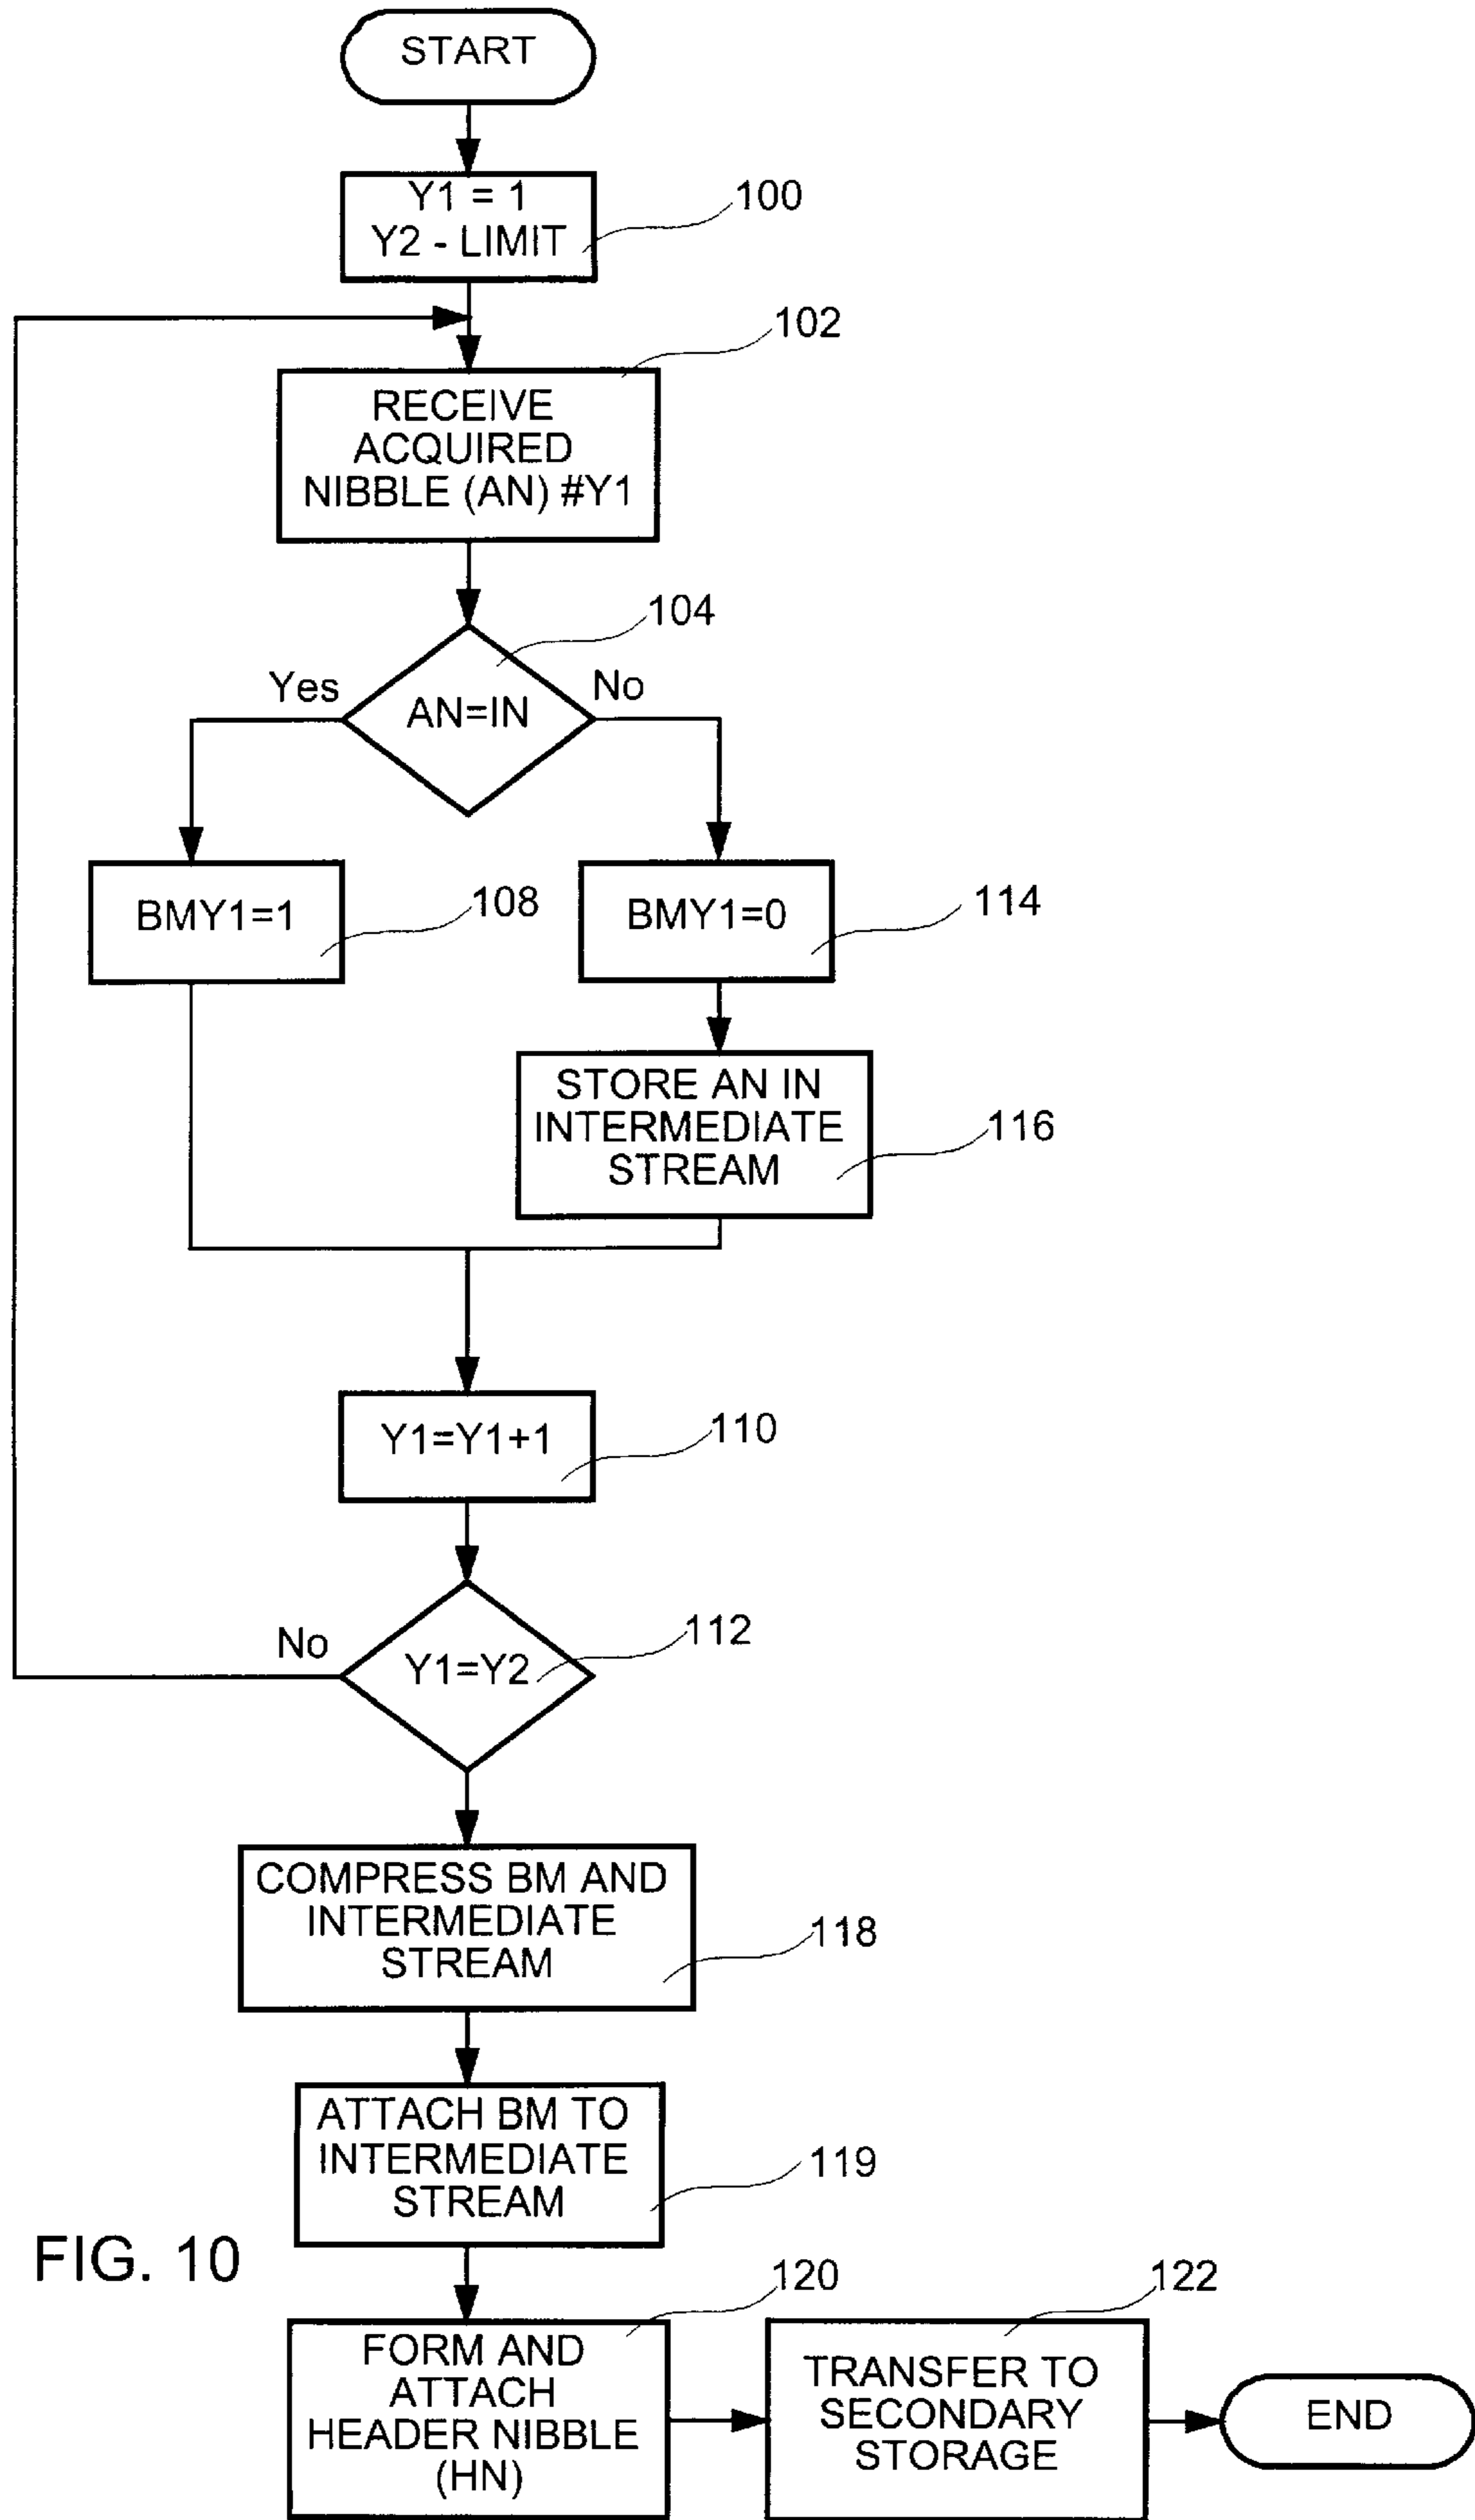 START
Y1 = 1
Y2 - LIMIT
100
102
RECEIVE
ACQUIRED
NIBBLE (AN) #Y1
104
Yes
No
AN=IN
BMY1=1
108
BMY1=0
114
STORE AN IN
INTERMEDIATE
STREAM
116
Y1=Y1+1
110
No
Y1=Y2
112
COMPRESS BM AND
INTERMEDIATE
STREAM
118
ATTACH BM TO
INTERMEDIATE
STREAM
119
FIG. 10
120
FORM AND
ATTACH
HEADER NIBBLE
(HN)
122
TRANSFER TO
SECONDARY
STORAGE
END